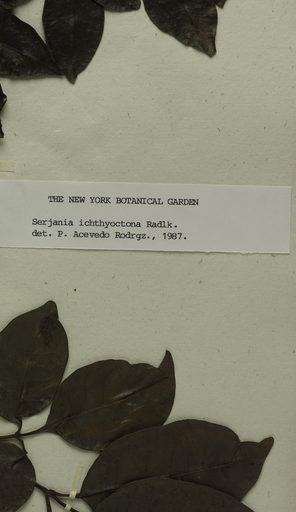 THE NEW YORK BOTANICAL GARDEN
Serjania ichthyoctona Radlk.
det. P. Acevedo Rodrgz., 1987.